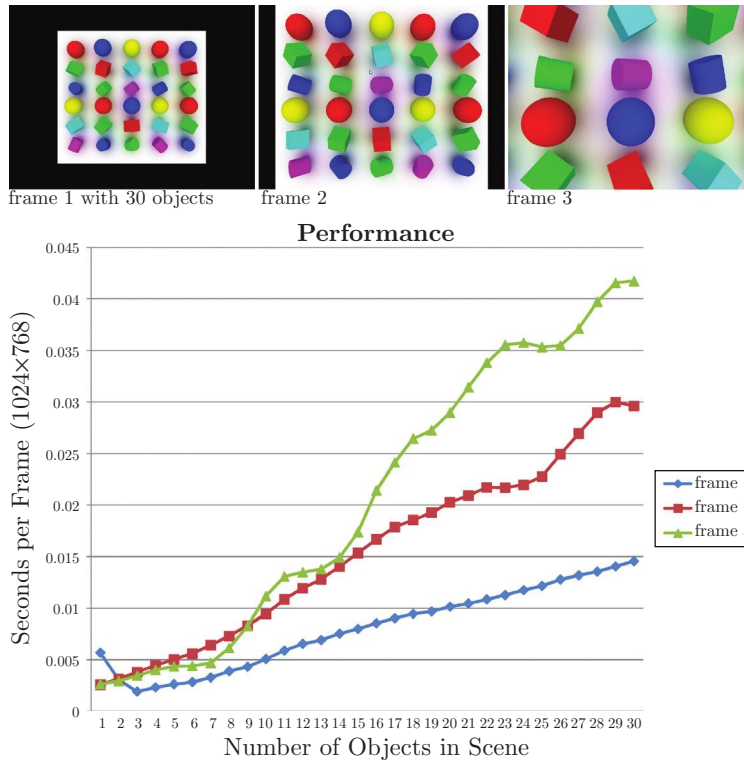 frame 1 with 30 objects
frame 2
frame 3
Performance
0.045
0.04
0.035
0.03
0.025
0.02
0.015
0.01
0.005
0
1 2 3 4 5 6 7 8 9 10 11 12 13 14 15 16 17 18 19 20 21 22 23 24 25 26 27 28 29 30
Seconds per Frame (1024×768)
Number of Objects in Scene
frame
frame
frame